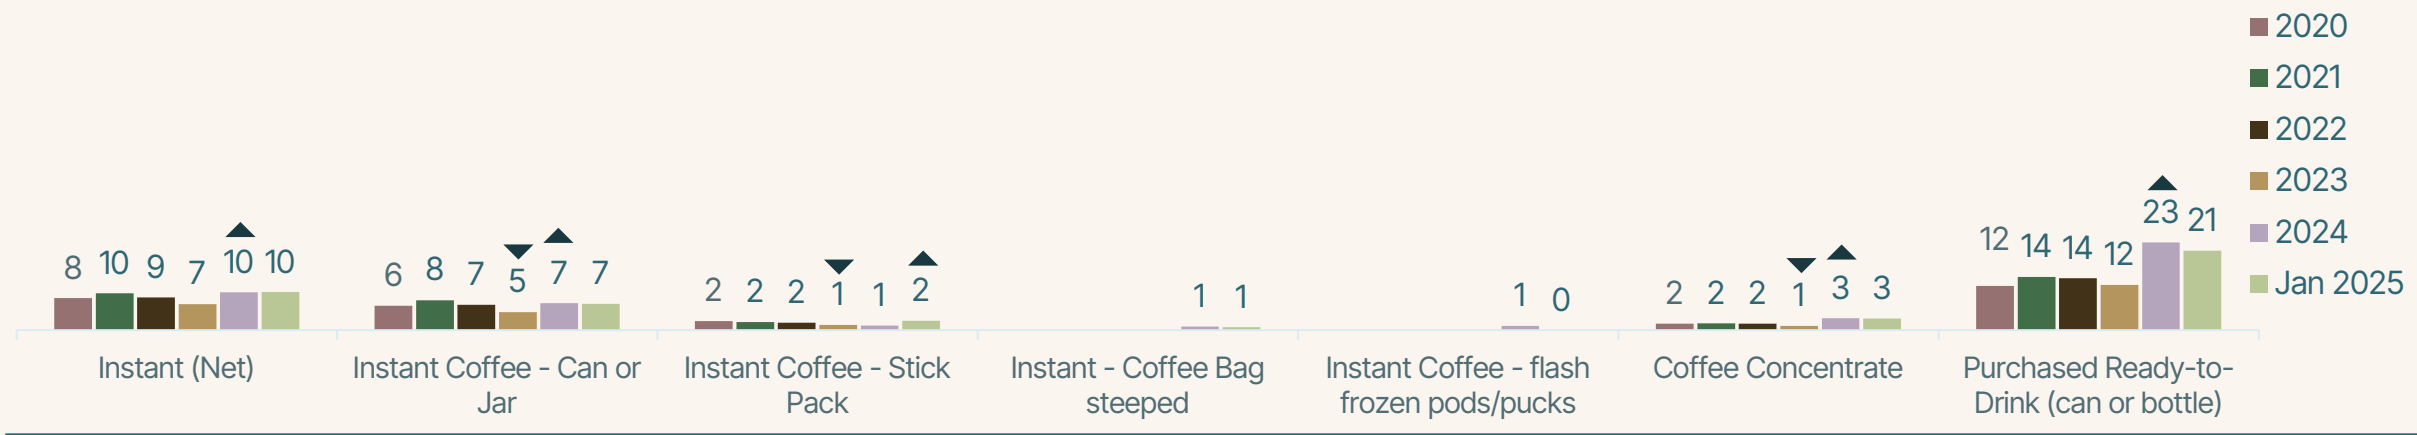 2020
2021
2022
2023
2024
Jan 2025
8 10 9 7 10 10
6 8 7 5 7 7
2 2 2 1 1 2
1 1
1 0
2 2 2 1 3 3
12 14 14 12 23 21
Instant (Net)
Instant Coffee - Can or
Jar
Instant Coffee - Stick
Pack
Instant - Coffee Bag
steeped
Instant Coffee - flash
frozen pods/pucks
Coffee Concentrate
Purchased Ready-to-
Drink (can or bottle)